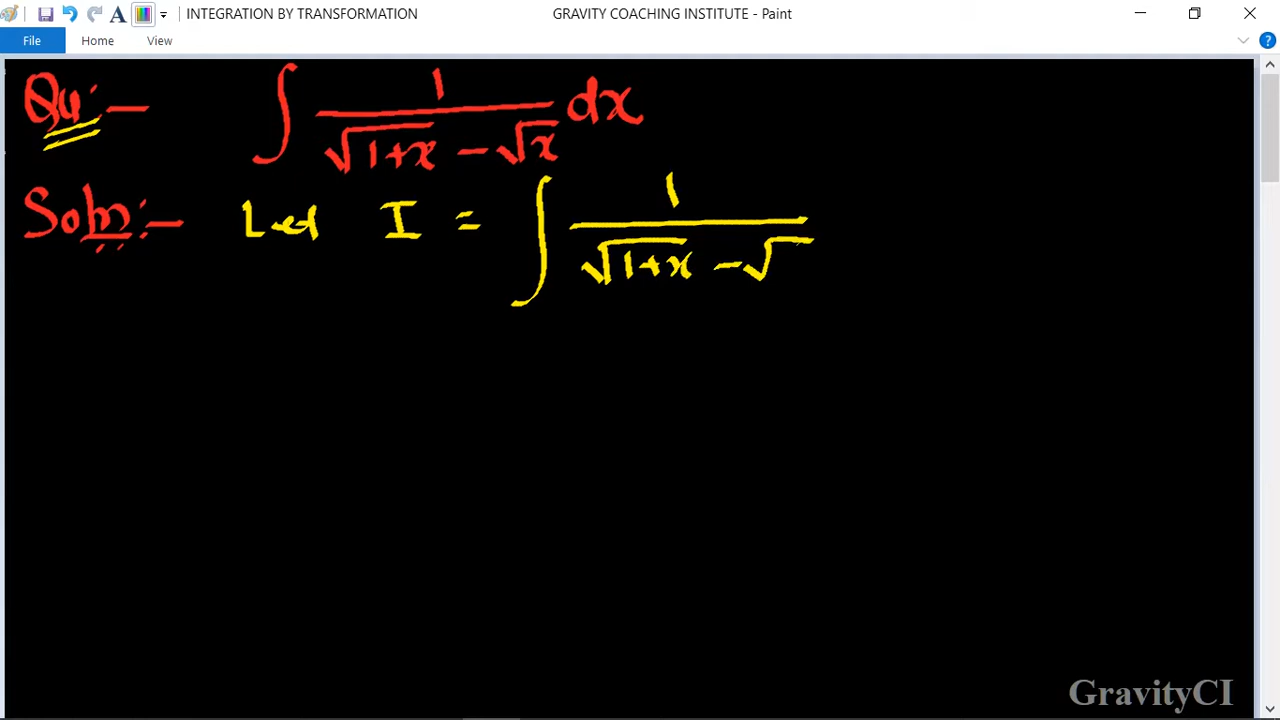 INTEGRATION BY TRANSFORMATION GRAVITY COACHING INSTITUTE - Paint
File Home View
Qu:- ∫ 1/(√(1+x) - √x) dx
Soln:- Let I = ∫ 1/(√(1+x) - √
GravityCI